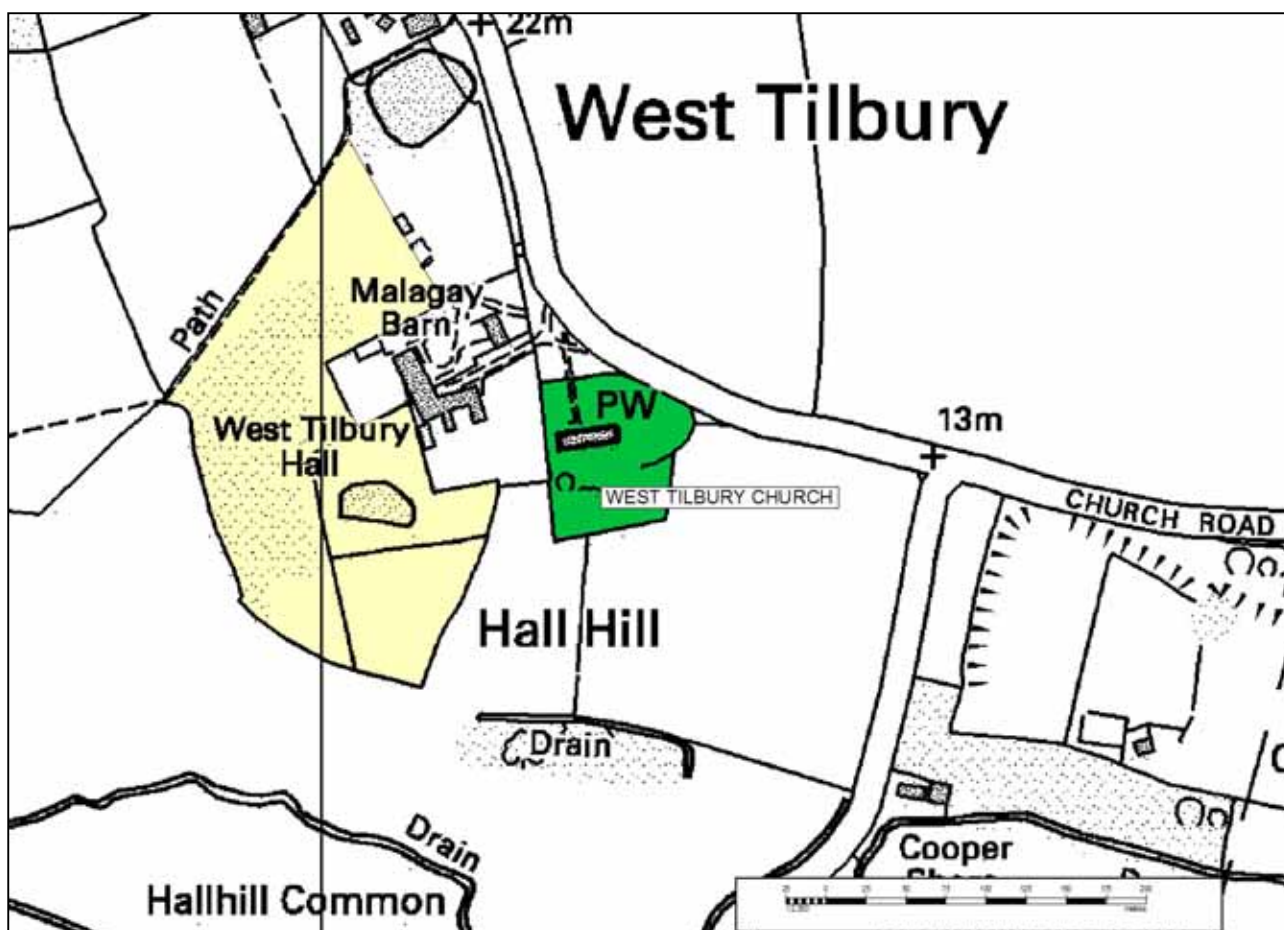 22m
West Tilbury
Path
Malagay
Barn
PW
West Tilbury
Hall
13m
WEST TILBURY CHURCH
CHURCH ROAD
Hall Hill
Drain
Drain
Cooper
Hallhill Common